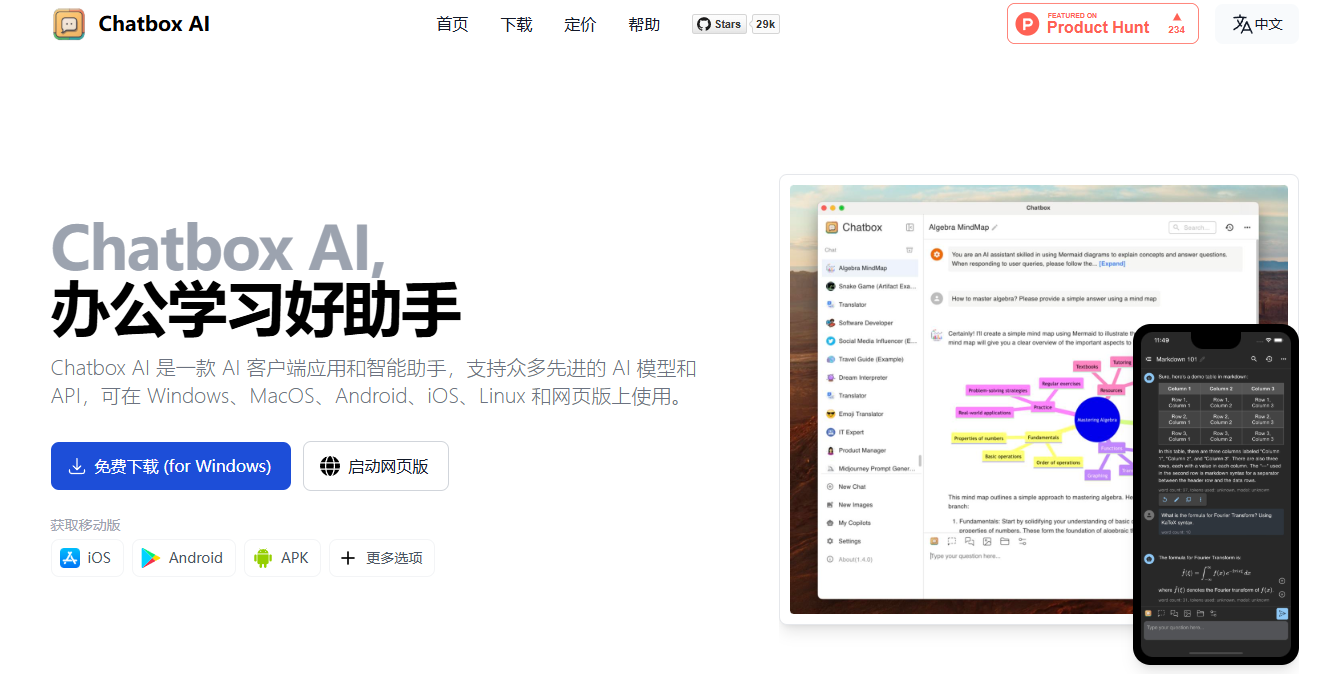 Chatbox AI
首页
下载
定价
帮助
Stars
29k
FEATURED ON
Product Hunt
234
中文
Chatbox AI,
办公学习好助手
Chatbox AI 是一款 AI 客户端应用和智能助手，支持众多先进的 AI 模型和
API，可在 Windows、MacOS、Android、iOS、Linux 和网页版上使用。
免费下载 (for Windows)
启动网页版
获取移动版
iOS
Android
APK
更多选项
Chatbox
Chatbox
Chat
Algebra MindMap
Snake Game (Artifact Exa...
Translator
Software Developer
Social Media Influencer (E...
Travel Guide (Example)
Dream Interpreter
Translator
Emoji Translator
IT Expert
Product Manager
Midjourney Prompt Gener...
New Chat
New Images
My Copilots
Settings
About(1.4.0)
Algebra MindMap
Search...
You are an AI assistant skilled in using Mermaid diagrams to explain concepts and answer questions.
When responding to user queries, please follow the... [Expand]
How to master algebra? Please provide a simple answer using a mind map
Certainly! I'll create a simple mind map using Mermaid to illustrate th
mind map will give you a clear overview of the important aspects to
Textbooks
Tutoring
Regular exercises
Problem-solving strategies
Resources
Practice
Real-world applications
Mastering Algebra
Properties of numbers
Fundamentals
Functions
Basic operations
Order of operations
Graphing
This mind map outlines a simple approach to mastering algebra. He
branch:
1. Fundamentals: Start by solidifying your understanding of basic
operations. These form the foundation of algebraic t
Type your question here...
11:49
Markdown 101
Sure, here's a demo table in markdown:
Column 1 Column 2 Column 3
Row 1, Column 1 Row 1, Column 2 Row 1, Column 3
Row 2, Column 1 Row 2, Column 2 Row 2, Column 3
Row 3, Column 1 Row 3, Column 2 Row 3, Column 3
In this table, there are three columns labeled "Column
1", "Column 2", and "Column 3". There are also three
rows, each with a value in each column. The "---" used
in the second row is markdown syntax for a separator
between the header row and the data rows.
What is the formula for Fourier Transform? Using
KaTeX syntax.
The formula for Fourier Transform is:
where f̂(ξ) denotes the Fourier transform of f(x)
Type your question here...